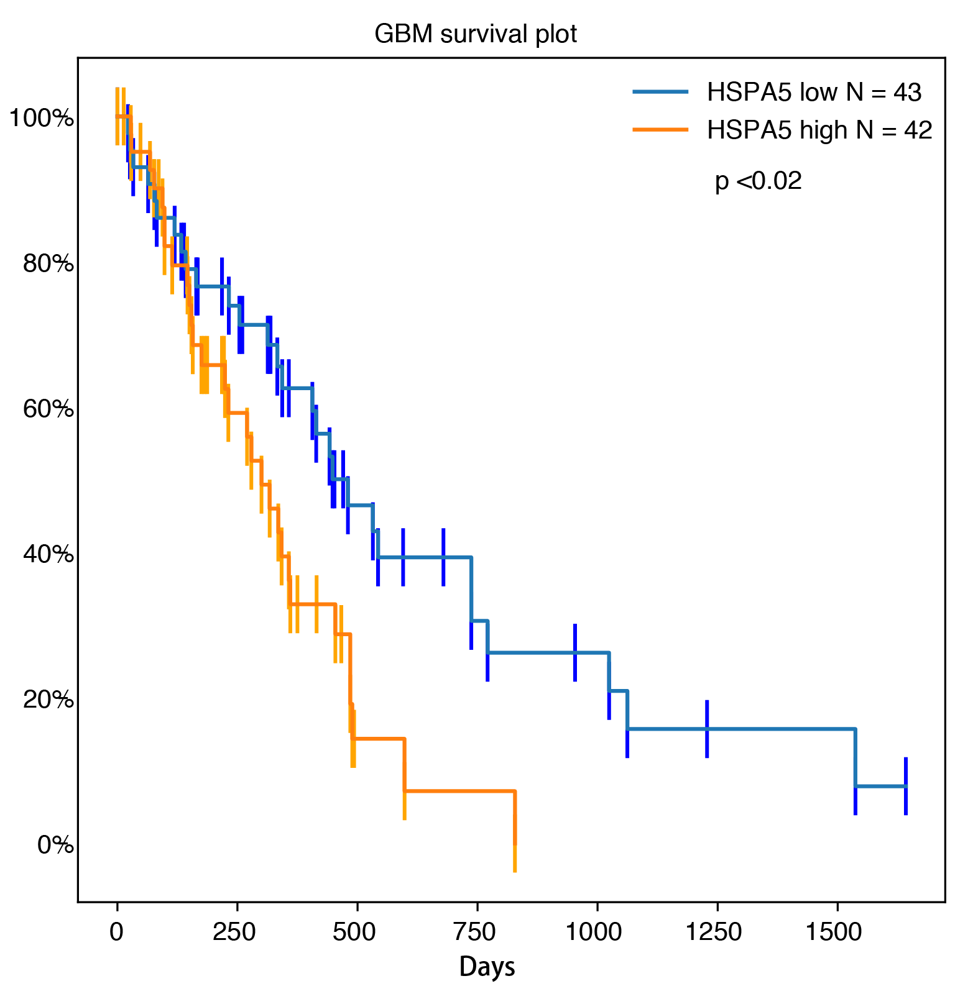 GBM survival plot
HSPA5 low N = 43
HSPA5 high N = 42
p <0.02
100%
80%
60%
40%
20%
0%
0 250 500 750 1000 1250 1500
Days